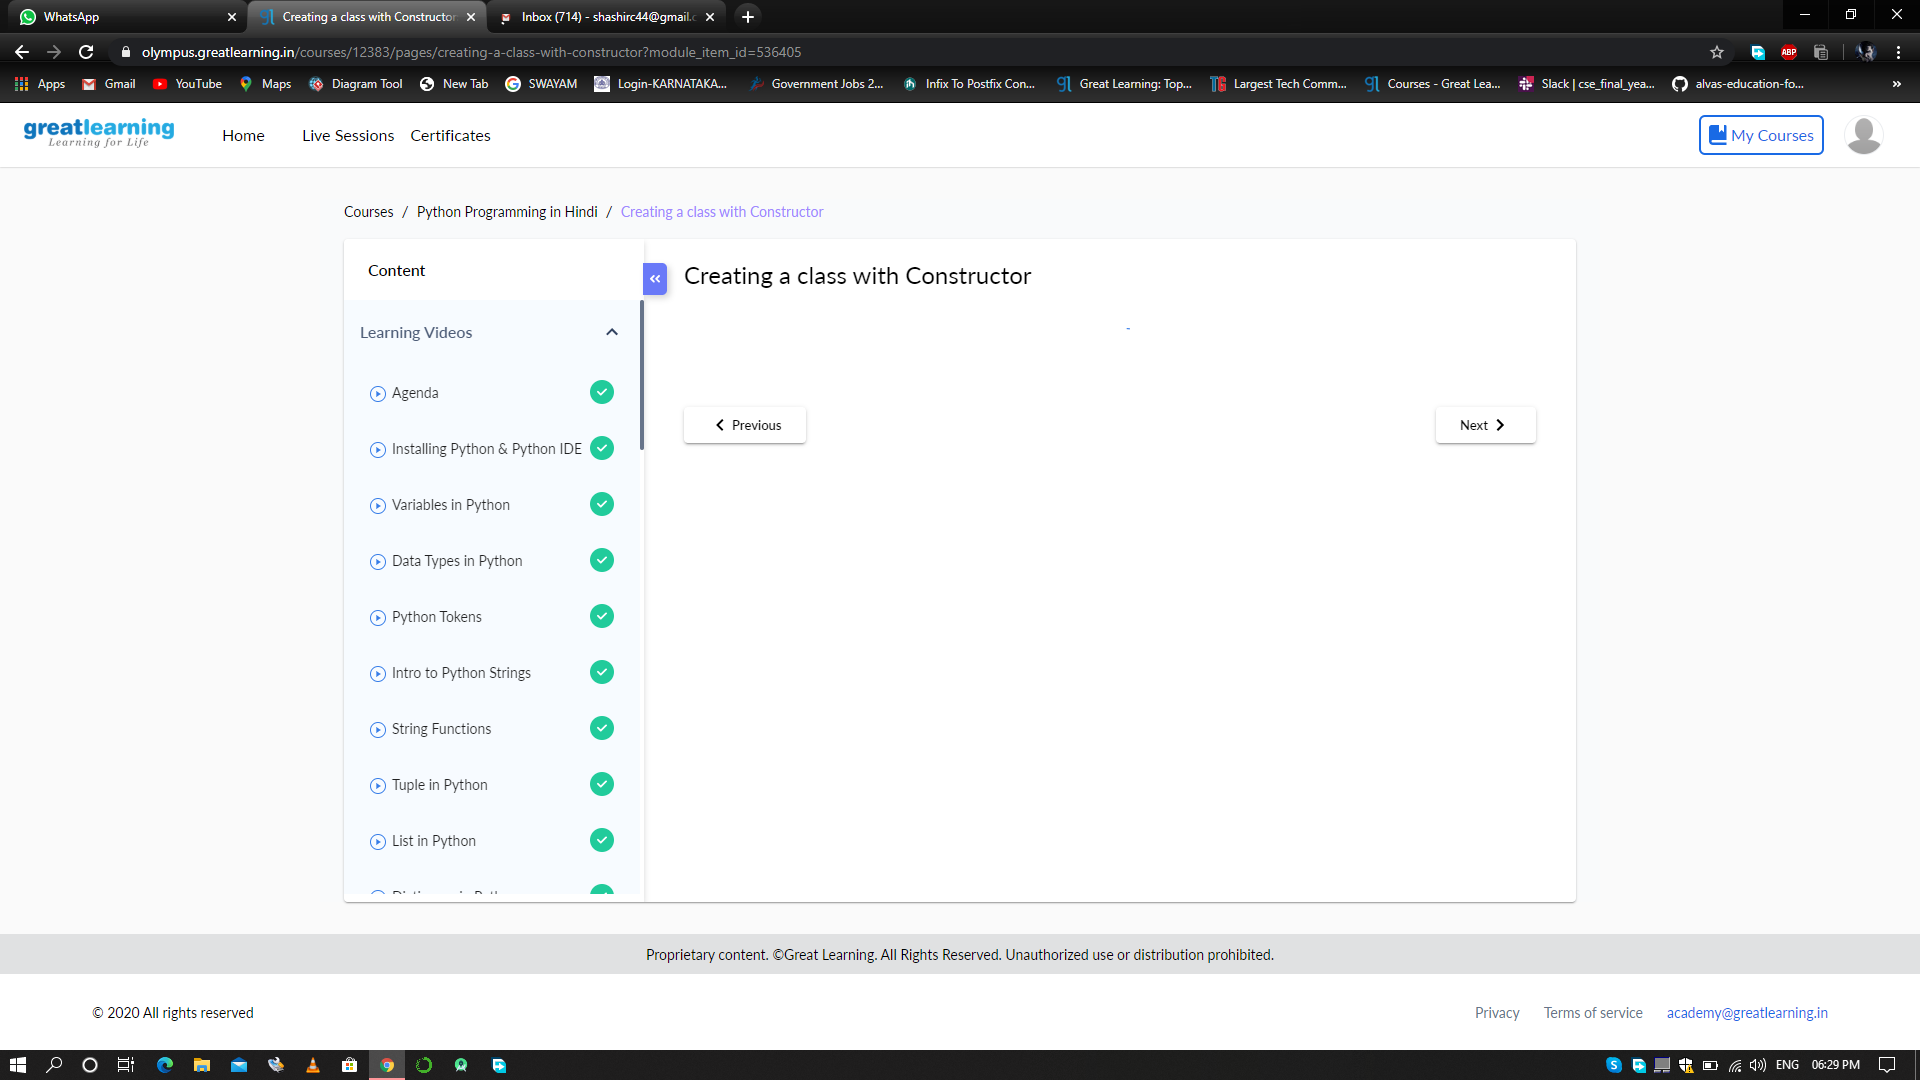 WhatsApp
Creating a class with Constructor
Inbox (714) - shashirc44@gmail.c
olympus.greatlearning.in/courses/12383/pages/creating-a-class-with-constructor?module_item_id=536405
ABP
Apps Gmail YouTube Maps Diagram Tool New Tab SWAYAM Login-KARNATAKA... Government Jobs 2... Infix To Postfix Con... Great Learning: Top... Largest Tech Comm... Courses - Great Lea... Slack | cse_final_yea... alvas-education-fo... »
greatlearning
Learning for Life
Home Live Sessions Certificates
My Courses
Courses / Python Programming in Hindi / Creating a class with Constructor
Content
Creating a class with Constructor
Learning Videos
Agenda
Installing Python & Python IDE
Variables in Python
Data Types in Python
Python Tokens
Intro to Python Strings
String Functions
Tuple in Python
List in Python
Previous
Next
Proprietary content. ©Great Learning. All Rights Reserved. Unauthorized use or distribution prohibited.
© 2020 All rights reserved
Privacy Terms of service academy@greatlearning.in
ENG 06:29 PM